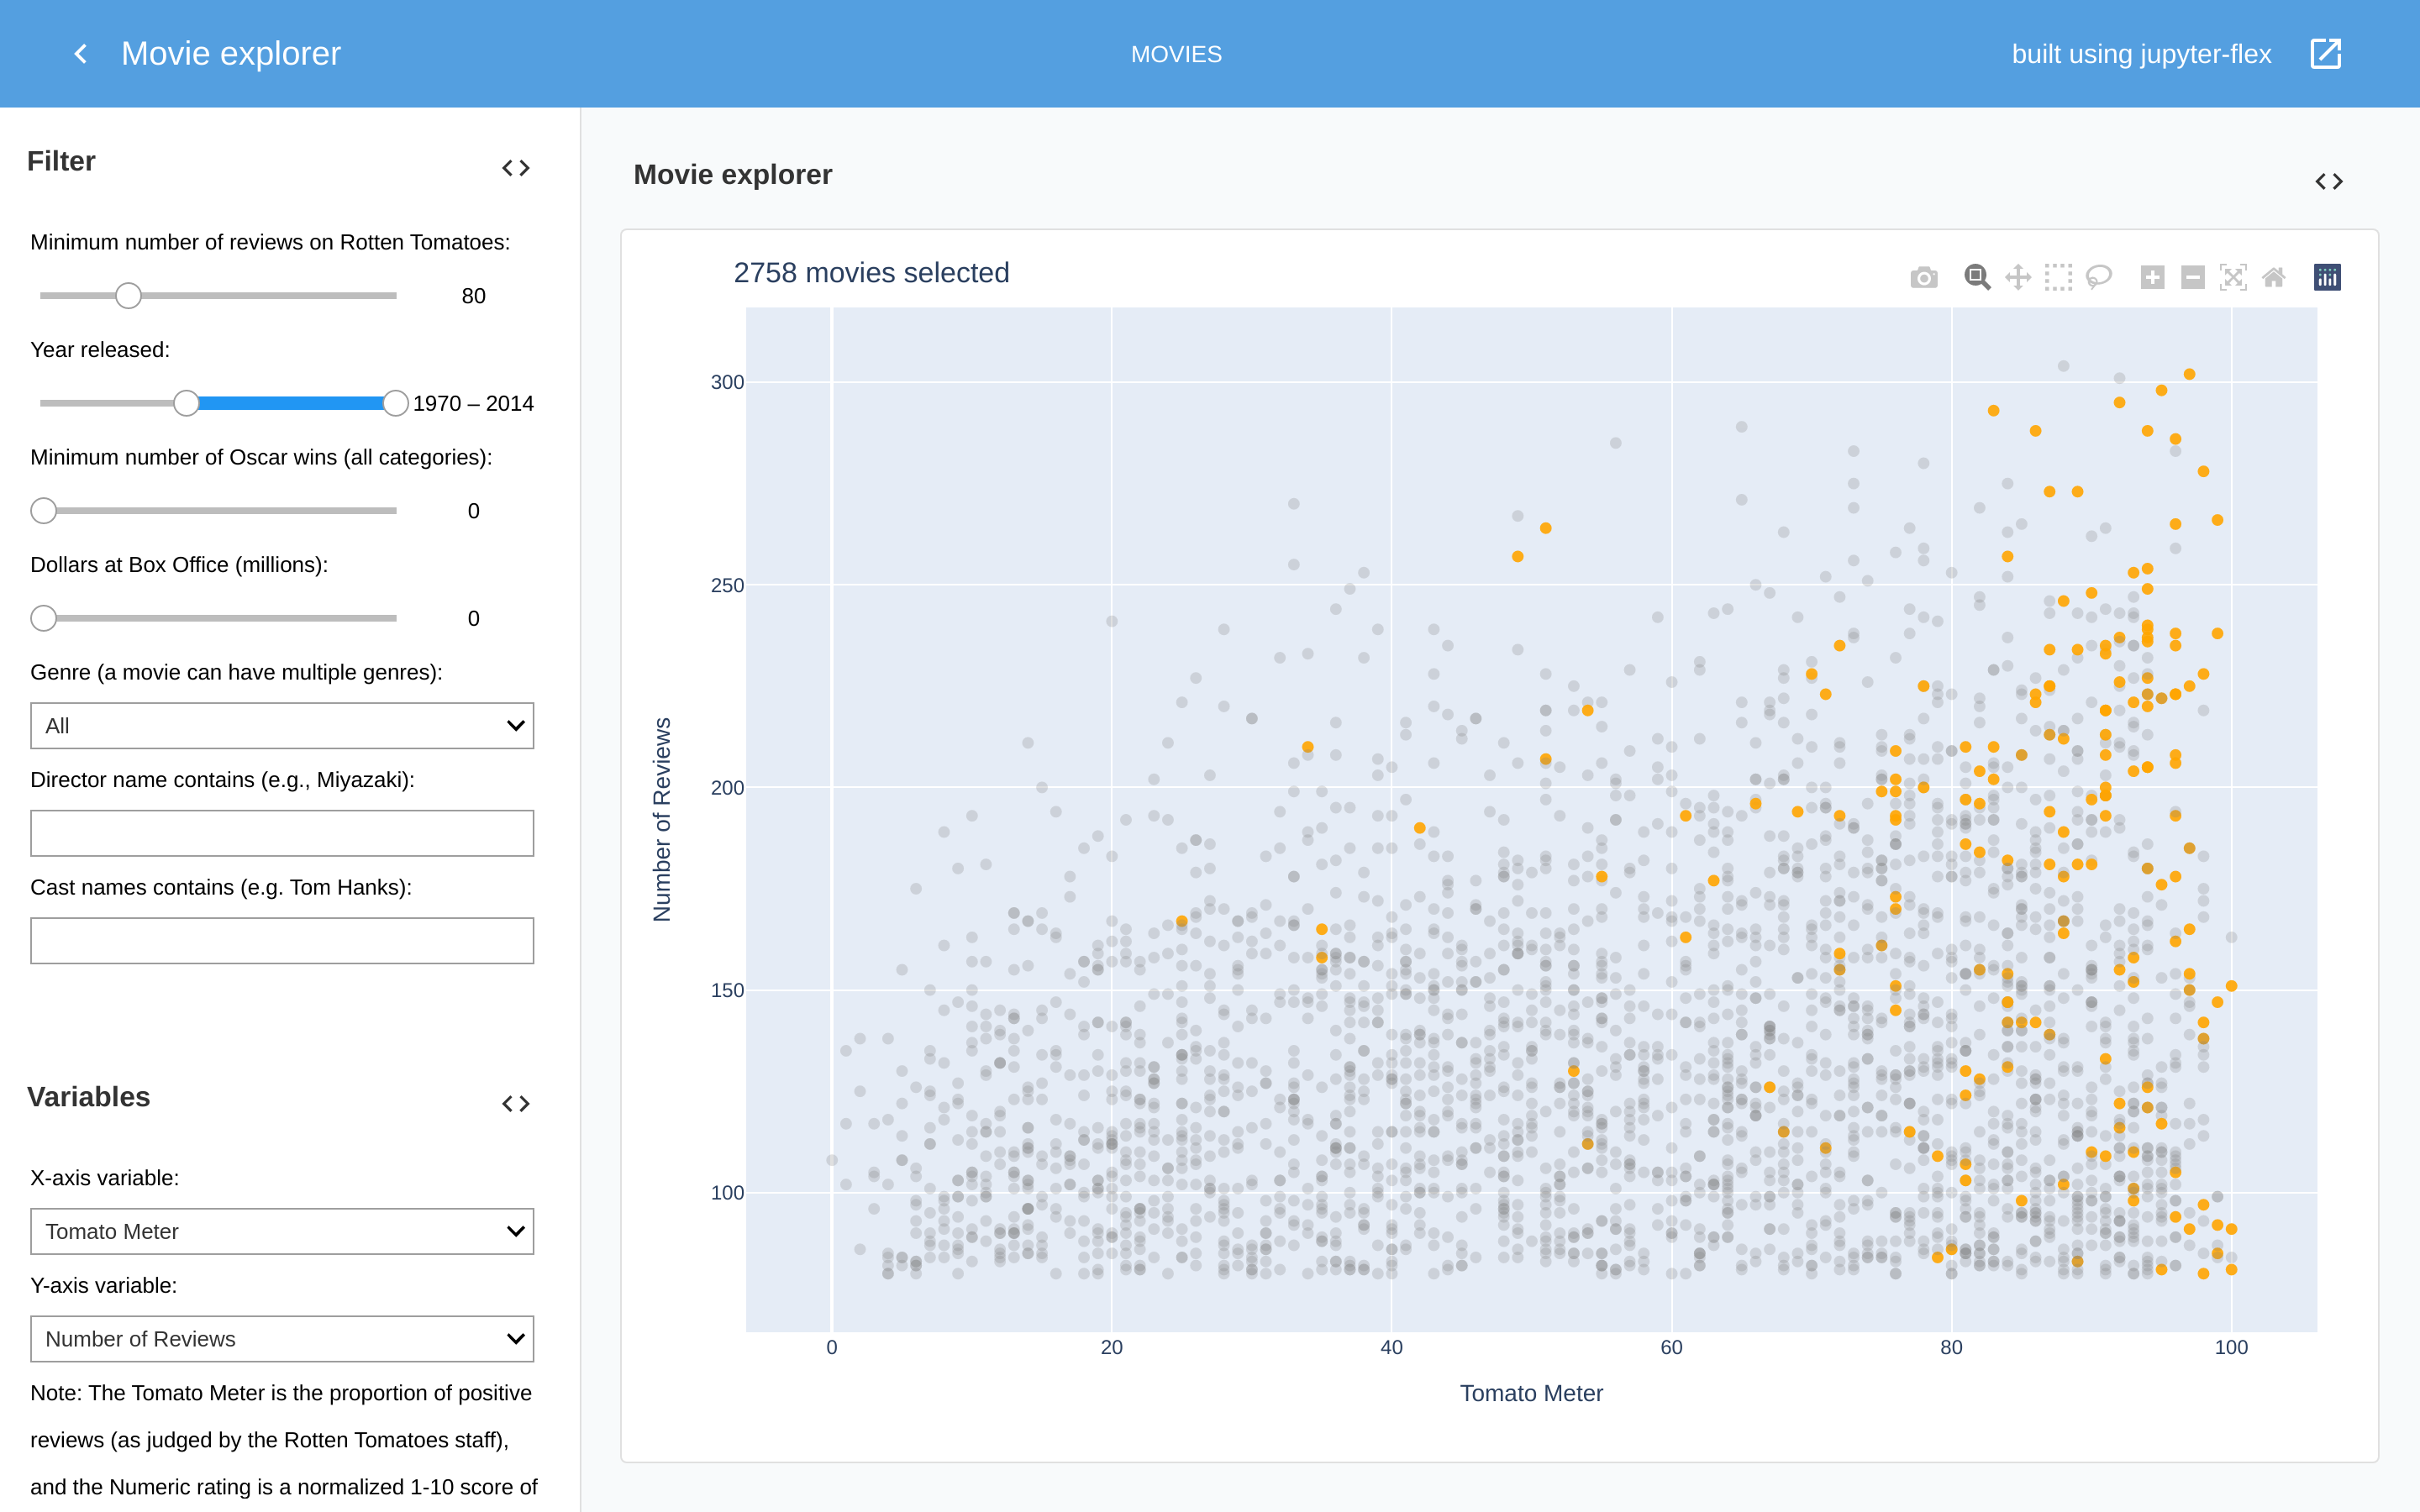 Movie explorer
MOVIES
built using jupyter-flex
Filter
Minimum number of reviews on Rotten Tomatoes:
80
Year released:
1970 – 2014
Minimum number of Oscar wins (all categories):
0
Dollars at Box Office (millions):
0
Genre (a movie can have multiple genres):
All
Director name contains (e.g., Miyazaki):
Cast names contains (e.g. Tom Hanks):
Variables
X-axis variable:
Tomato Meter
Y-axis variable:
Number of Reviews
Note: The Tomato Meter is the proportion of positive
reviews (as judged by the Rotten Tomatoes staff),
and the Numeric rating is a normalized 1-10 score of
Movie explorer
2758 movies selected
300
250
200
150
100
Number of Reviews
0 20 40 60 80 100
Tomato Meter